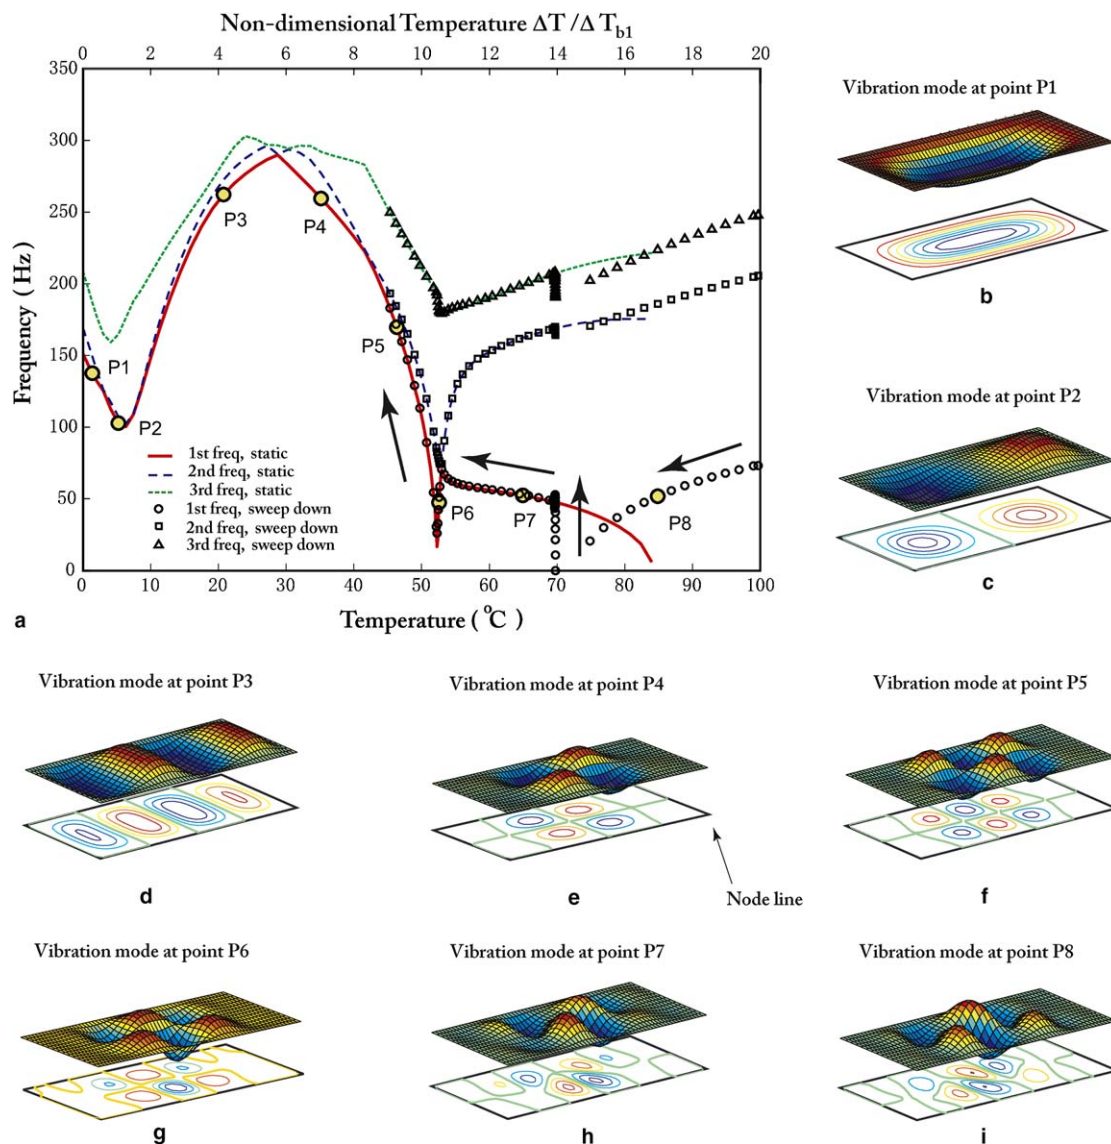 Non-dimensional Temperature ΔT /Δ T_b1
0 2 4 6 8 10 12 14 16 18 20
350
300
250
200
150
100
50
0
Frequency ( Hz)
P1
P2
P3
P4
P5
P6
P7
P8
1st freq, static
2nd freq, static
3rd freq, static
1st freq, sweep down
2nd freq, sweep down
3rd freq, sweep down
0 10 20 30 40 50 60 70 80 90 100
Temperature ( °C )
a
Vibration mode at point P1
b
Vibration mode at point P2
c
Vibration mode at point P3
d
Vibration mode at point P4
e
Node line
Vibration mode at point P5
f
Vibration mode at point P6
g
Vibration mode at point P7
h
Vibration mode at point P8
i